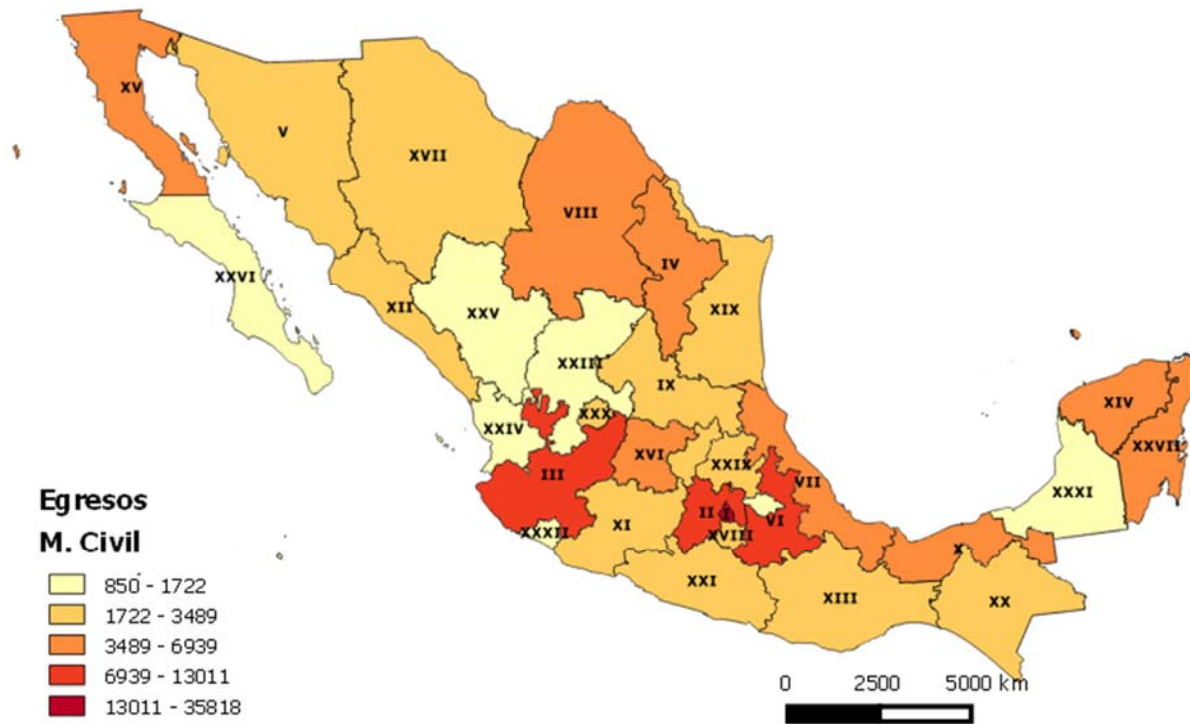 XV
V
XVII
VIII
IV
XXVI
XII
XXV
XIX
XXIII
IX
XXIV
XXX
XIV
XXVII
XVI
XXIX
III
VII
XXXI
II
I
VI
XI
XXXII
XVIII
X
XXI
XIII
XX
Egresos
M. Civil
850 - 1722
1722 - 3489
3489 - 6939
6939 - 13011
13011 - 35818
0 2500 5000 km